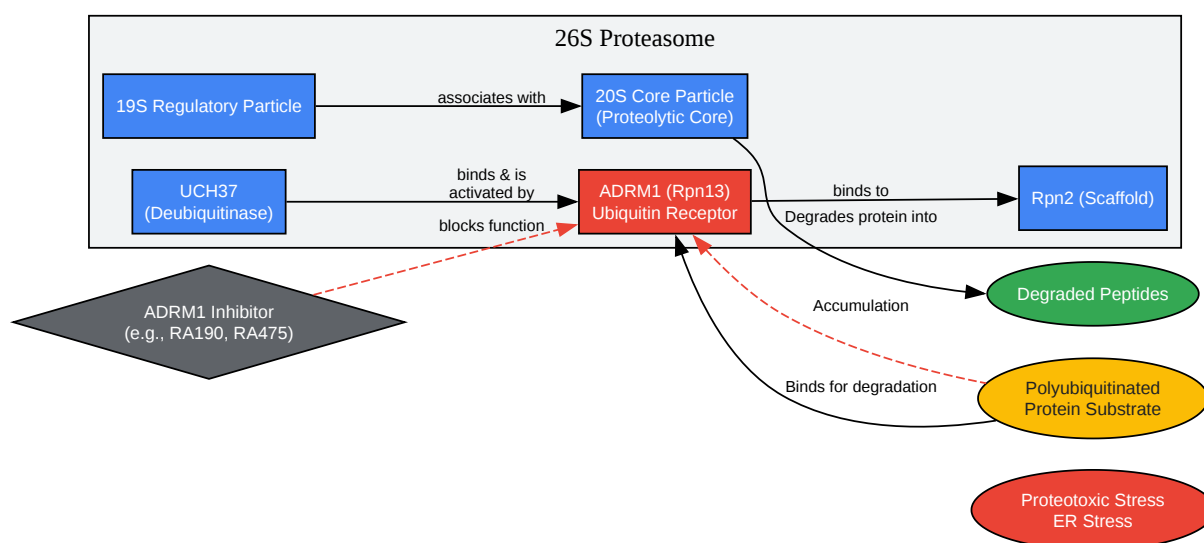 26S Proteasome
19S Regulatory Particle
associates with
20S Core Particle
(Proteolytic Core)
UCH37
(Deubiquitinase)
binds & is
activated by
ADRM1 (Rpn13)
Ubiquitin Receptor
binds to
Rpn2 (Scaffold)
Degrades protein into
blocks function
ADRM1 Inhibitor
(e.g., RA190, RA475)
Degraded Peptides
Accumulation
Binds for degradation
Polyubiquitinated
Protein Substrate
Proteotoxic Stress
ER Stress